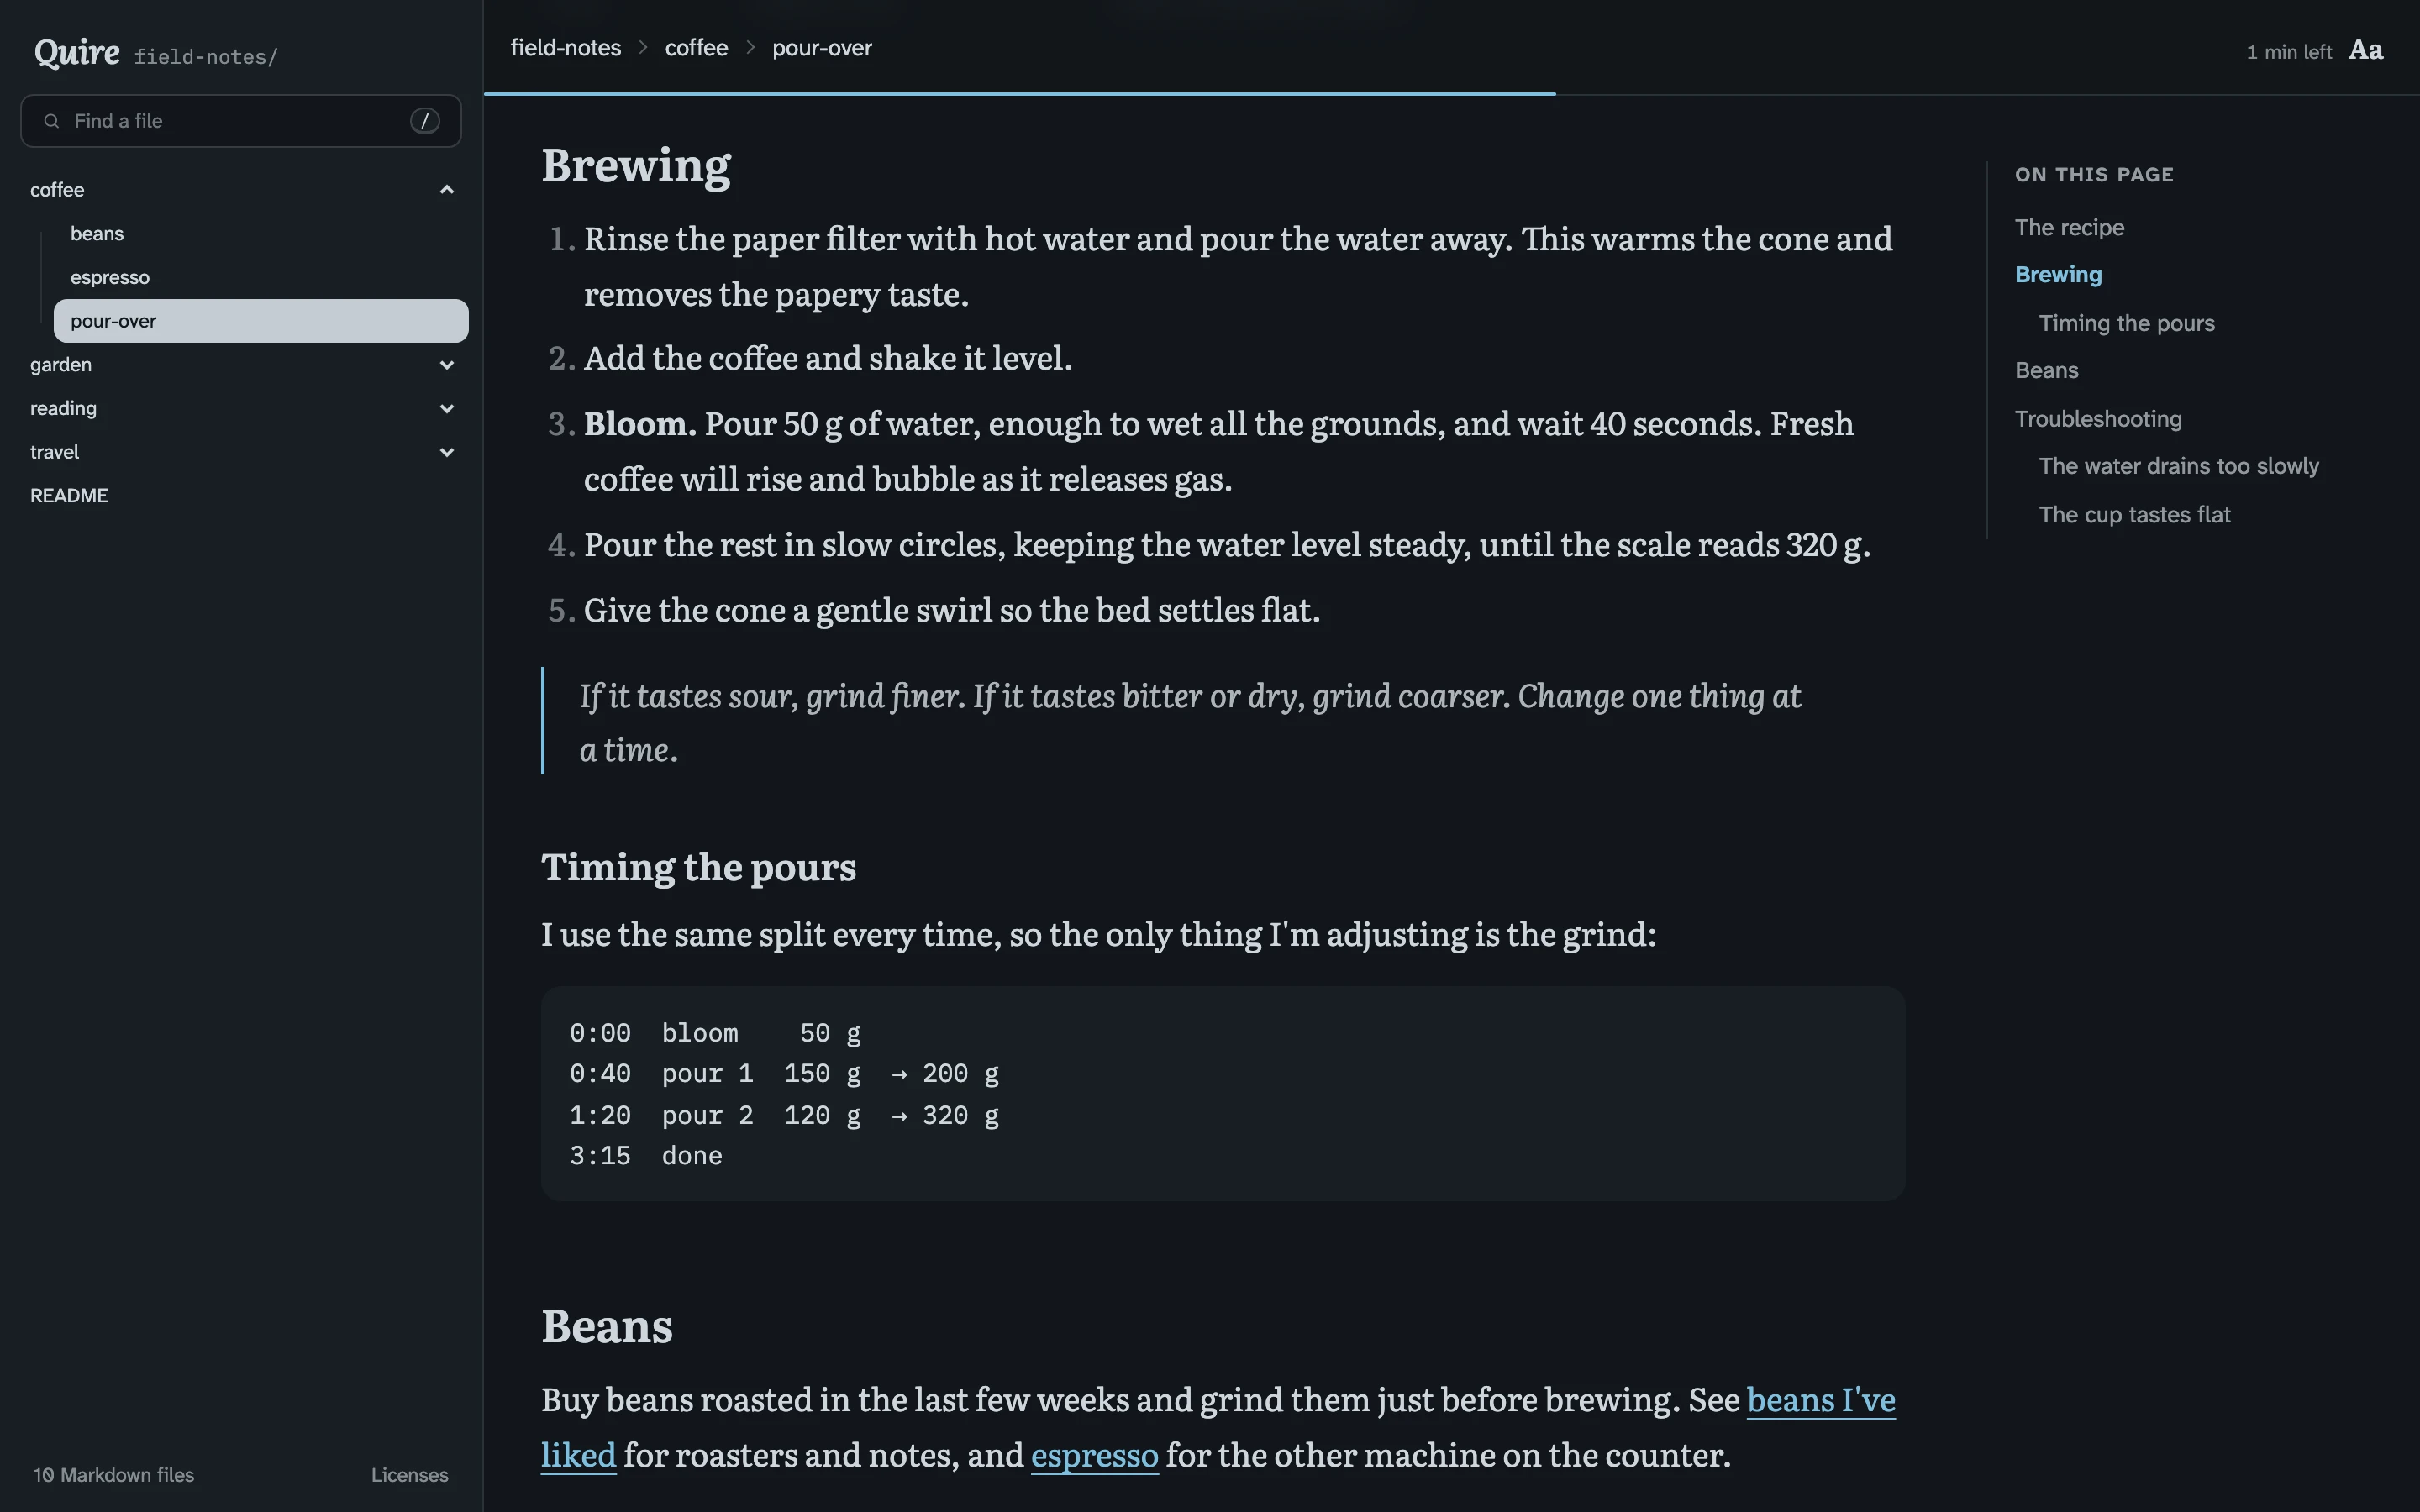 Quire field-notes/
Find a file /
coffee
beans
espresso
pour-over
garden
reading
travel
README
10 Markdown files
Licenses
field-notes > coffee > pour-over
1 min left Aa
Brewing
1. Rinse the paper filter with hot water and pour the water away. This warms the cone and
removes the papery taste.
2. Add the coffee and shake it level.
3. Bloom. Pour 50 g of water, enough to wet all the grounds, and wait 40 seconds. Fresh
coffee will rise and bubble as it releases gas.
4. Pour the rest in slow circles, keeping the water level steady, until the scale reads 320 g.
5. Give the cone a gentle swirl so the bed settles flat.
If it tastes sour, grind finer. If it tastes bitter or dry, grind coarser. Change one thing at
a time.
Timing the pours
I use the same split every time, so the only thing I'm adjusting is the grind:
0:00  bloom    50 g
0:40  pour 1  150 g  → 200 g
1:20  pour 2  120 g  → 320 g
3:15  done
Beans
Buy beans roasted in the last few weeks and grind them just before brewing. See beans I've
liked for roasters and notes, and espresso for the other machine on the counter.
ON THIS PAGE
The recipe
Brewing
Timing the pours
Beans
Troubleshooting
The water drains too slowly
The cup tastes flat